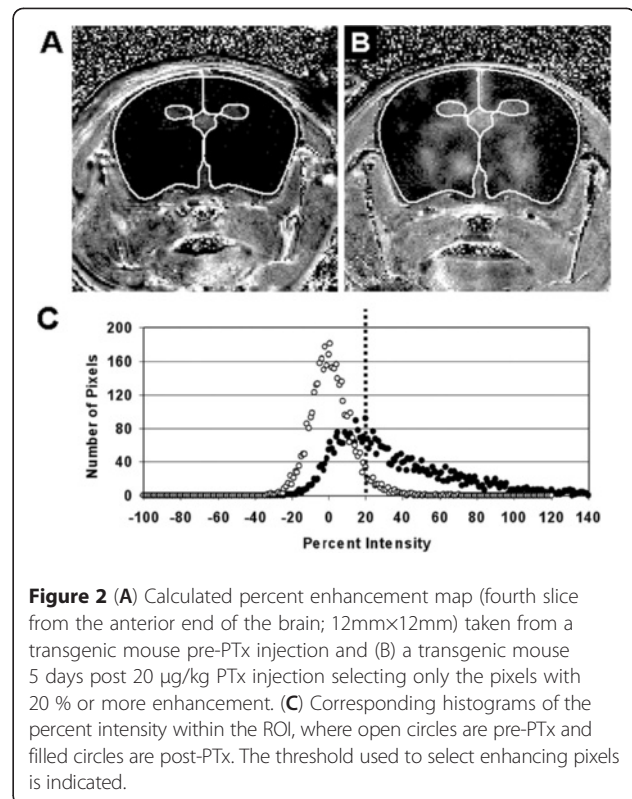 A
B
C
200
160
120
80
40
0
Number of Pixels
-100 -80 -60 -40 -20 0 20 40 60 80 100 120 140
Percent Intensity
Figure 2 (A) Calculated percent enhancement map (fourth slice
from the anterior end of the brain; 12mm×12mm) taken from a
transgenic mouse pre-PTx injection and (B) a transgenic mouse
5 days post 20 μg/kg PTx injection selecting only the pixels with
20 % or more enhancement. (C) Corresponding histograms of the
percent intensity within the ROI, where open circles are pre-PTx and
filled circles are post-PTx. The threshold used to select enhancing pixels
is indicated.